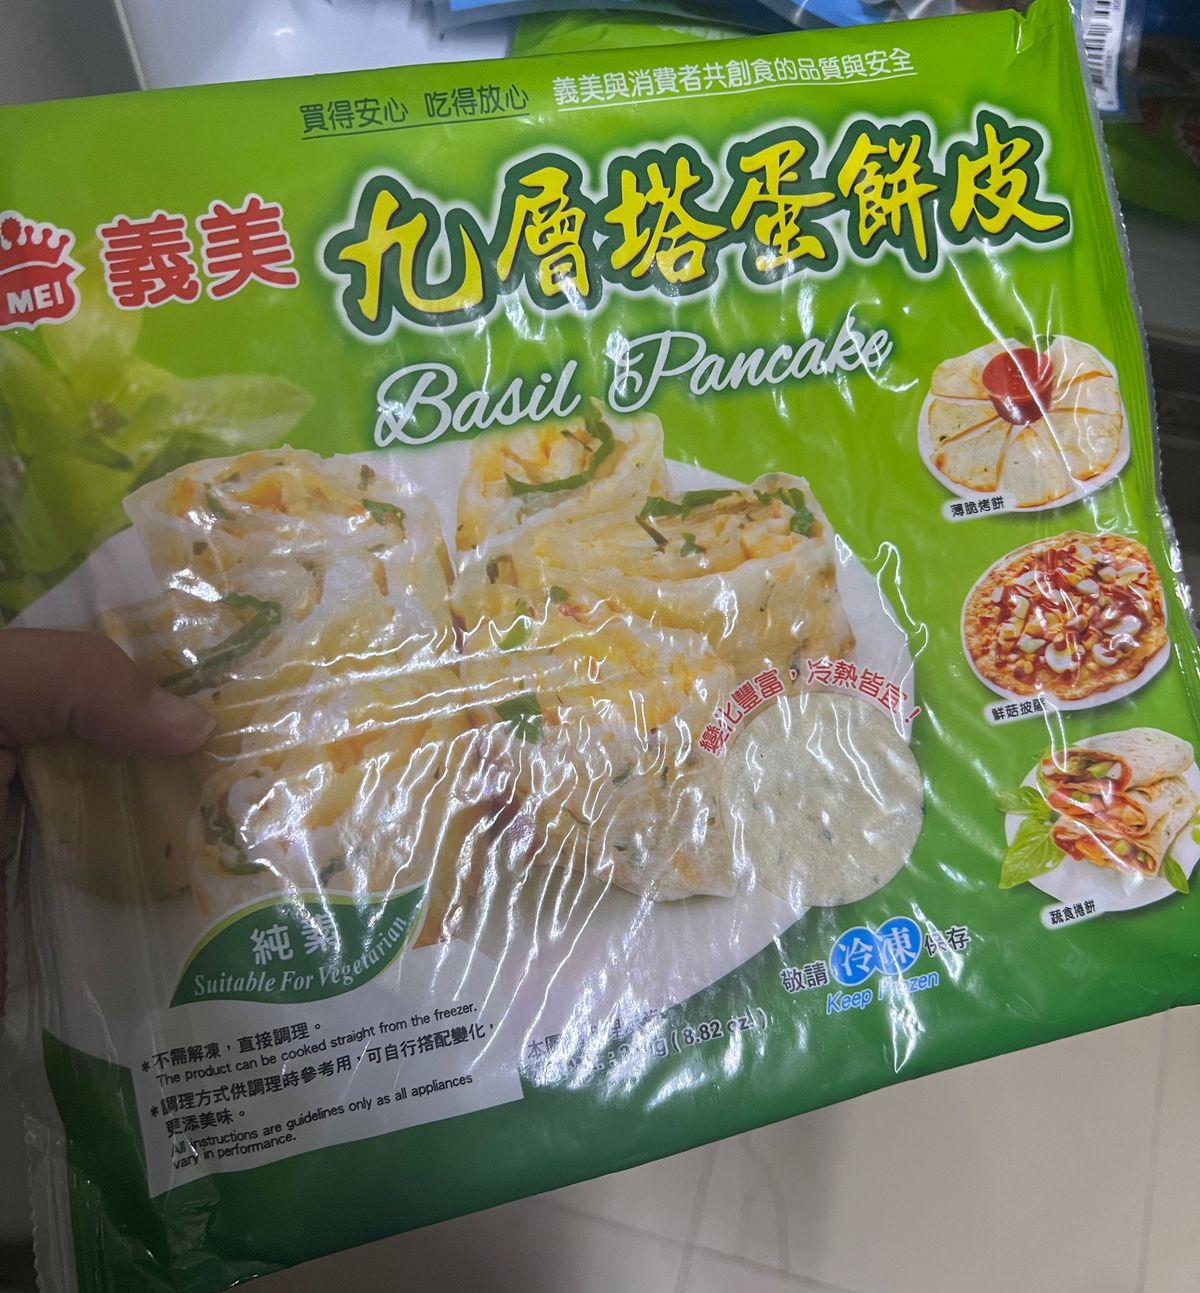 買得安心 吃得放心 義美與消費者共創食的品質與安全
MEI 義美
九層塔蛋餅皮
Basil Pancake
薄脆烤餅
鮮菇披薩
變化豐富,冷熱皆宜!
蔬食捲餅
純素
Suitable For Vegetarian
敬請冷凍保存
Keep Frozen
*不需解凍,直接調理。
The product can be cooked straight from the freezer.
*調理方式供調理時參考用,可自行搭配變化,
更添美味。
All instructions are guidelines only as all appliances
vary in performance.
(8.82 oz.)